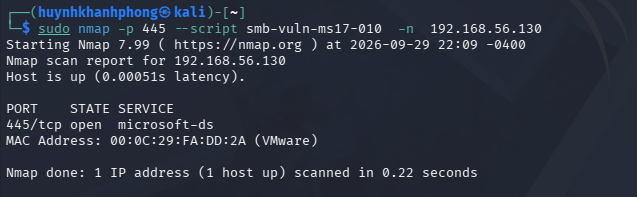 ┌──(huynhkhanhphong㉿kali)-[~]
└─$ sudo nmap -p 445 --script smb-vuln-ms17-010  -n  192.168.56.130
Starting Nmap 7.99 ( https://nmap.org ) at 2026-09-29 22:09 -0400
Nmap scan report for 192.168.56.130
Host is up (0.00051s latency).

PORT    STATE SERVICE
445/tcp open  microsoft-ds
MAC Address: 00:0C:29:FA:DD:2A (VMware)

Nmap done: 1 IP address (1 host up) scanned in 0.22 seconds